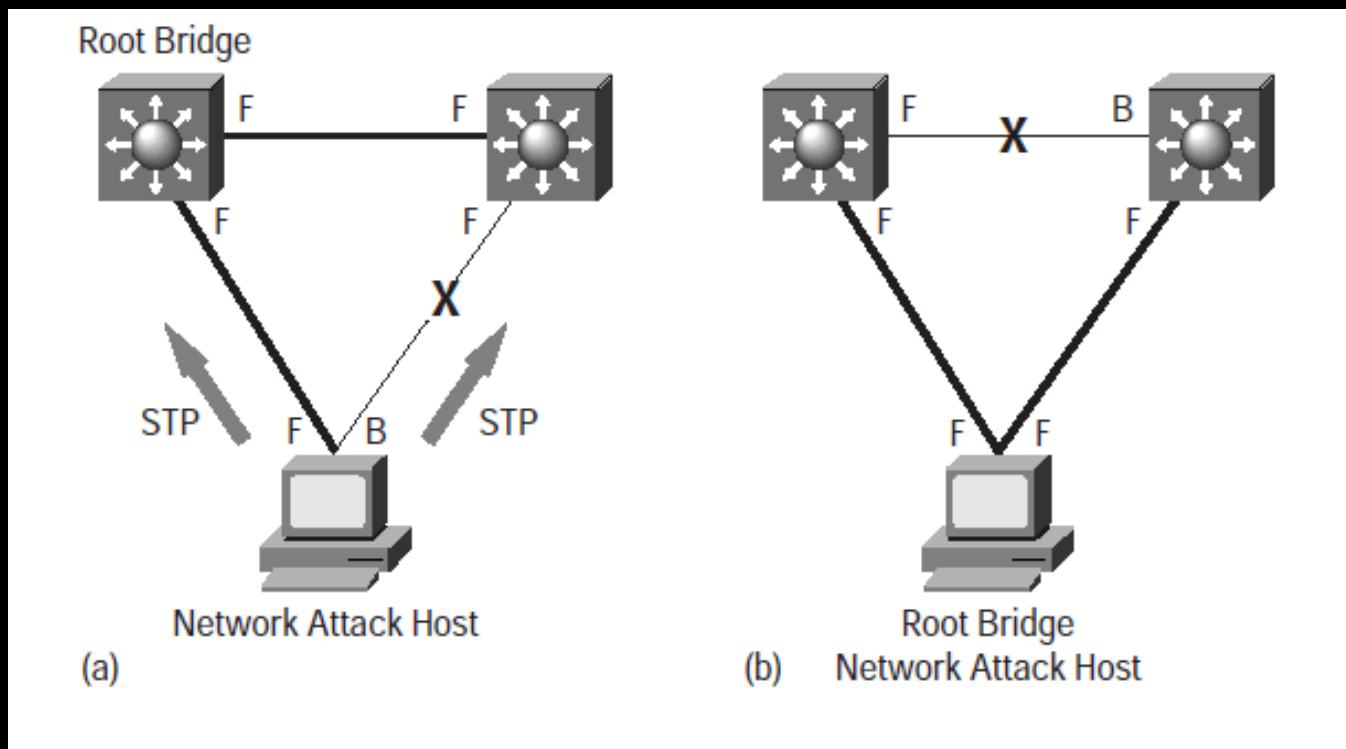 Root Bridge
F F
F B
F F
F F
X
X
STP STP
F B
F F
Network Attack Host
Root Bridge
Network Attack Host
(a)
(b)